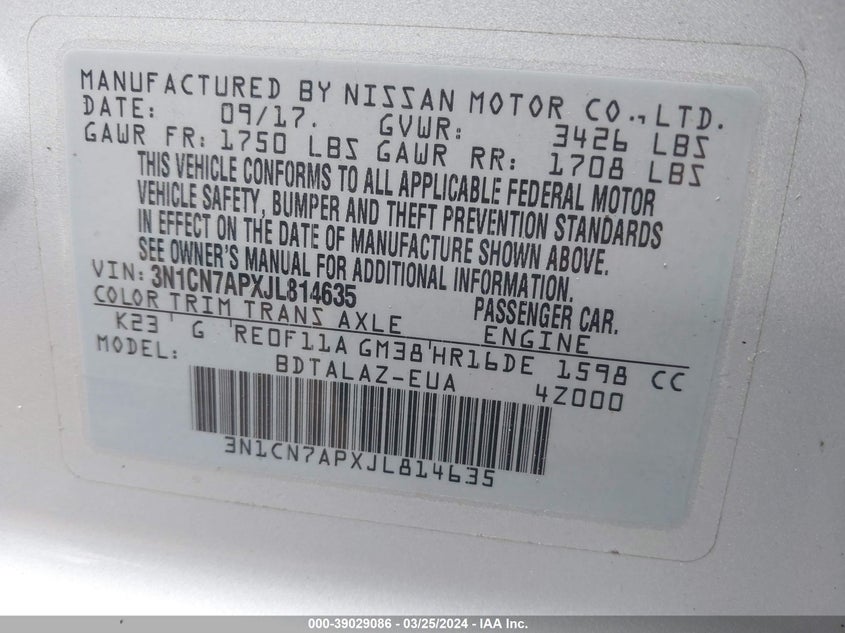 MANUFACTURED BY NISSAN MOTOR CO., LTD.
DATE: 09/17. GVWR: 3426 LBS
GAWR FR: 1750 LBS GAWR RR: 1708 LBS
THIS VEHICLE CONFORMS TO ALL APPLICABLE FEDERAL MOTOR
VEHICLE SAFETY, BUMPER AND THEFT PREVENTION STANDARDS
IN EFFECT ON THE DATE OF MANUFACTURE SHOWN ABOVE.
SEE OWNER'S MANUAL FOR ADDITIONAL INFORMATION.
VIN: 3N1CN7APXJL814635 PASSENGER CAR.
COLOR TRIM TRANS AXLE ENGINE
K23 G RE0F11A GM38 HR16DE 1598 CC
MODEL: BDTALAZ-EUA 4Z000
3N1CN7APXJL814635
000-39029086 - 03/25/2024 - IAA Inc.